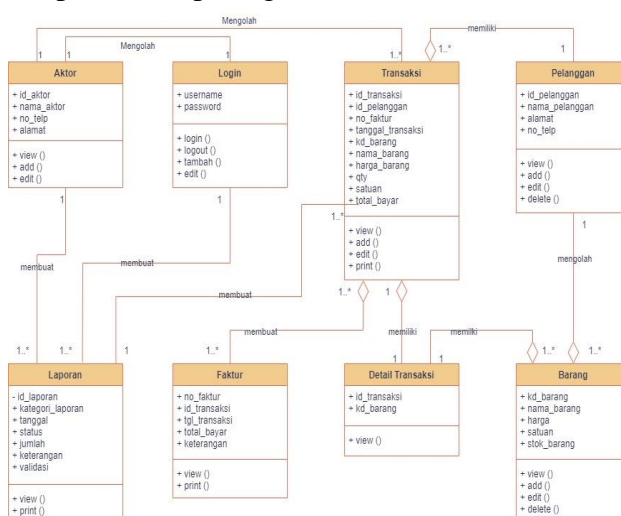 Mengolah
Mengolah
memiliki
1
1
1
1..*
1..*
1
Aktor
+ id_aktor
+ nama_aktor
+ no_telp
+ alamat
+ view ()
+ add ()
+ edit ()
1
Login
+ username
+ password
+ login ()
+ logout ()
+ tambah ()
+ edit ()
1
Transaksi
+ id_transaksi
+ id_pelanggan
+ no_faktur
+ tanggal_transaksi
+ kd_barang
+ nama_barang
+ harga_barang
+ qty
+ satuan
+ total_bayar
+ view ()
+ add ()
+ edit ()
+ print ()
1..*
1..*
1
Pelanggan
+ id_pelanggan
+ nama_pelanggan
+ alamat
+ no_telp
+ view ()
+ add ()
+ edit ()
+ delete ()
1
mengolah
membuat
membuat
membuat
membuat
memiliki
memilki
1..*
1..*
1
1..*
1
1
1..*
1..*
Laporan
- id_laporan
+ kategori_laporan
+ tanggal
+ status
+ jumlah
+ keterangan
+ validasi
+ view ()
+ print ()
Faktur
+ no_faktur
+ id_transaksi
+ tgl_transaksi
+ total_bayar
+ keterangan
+ view ()
+ print ()
Detail Transaksi
+ id_transaksi
+ kd_barang
+ view ()
Barang
+ kd_barang
+ nama_barang
+ harga
+ satuan
+ stok_barang
+ view ()
+ add ()
+ edit ()
+ delete ()